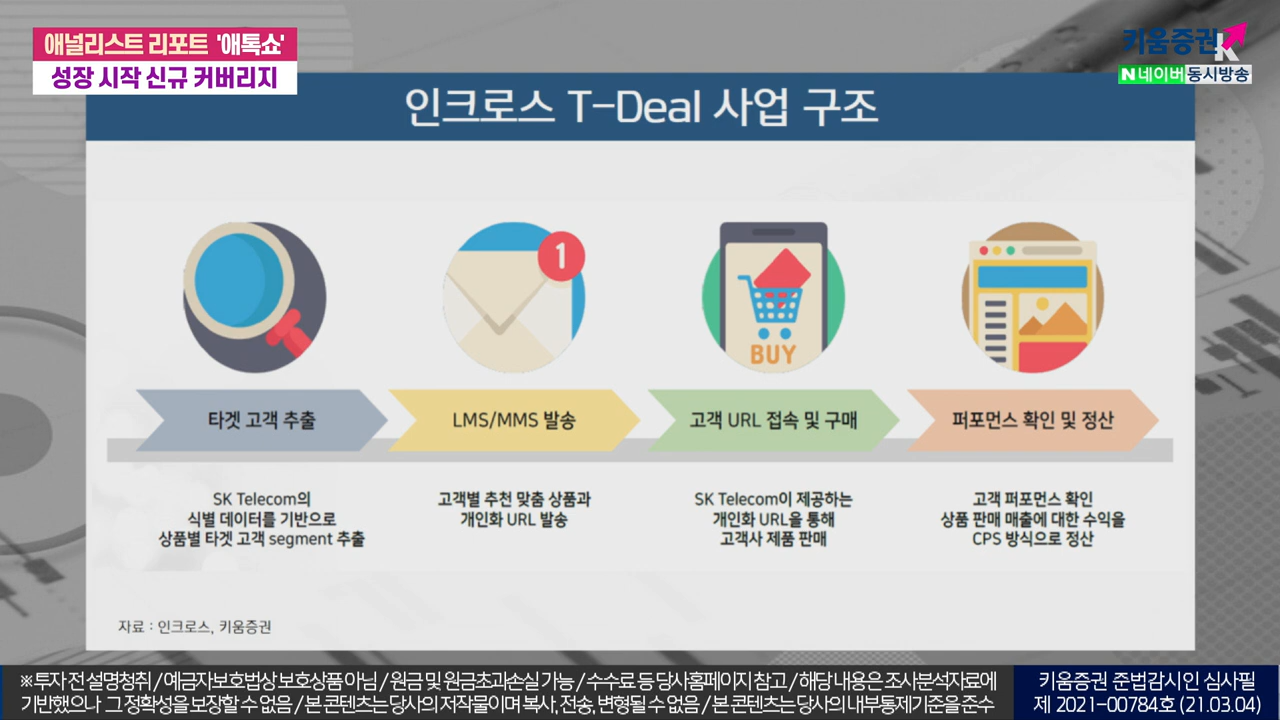 애널리스트 리포트 '애톡쇼'
성장 시작 신규 커버리지
키움증권
K
N 네이버 동시방송
인크로스 T-Deal 사업 구조
1
BUY
타겟 고객 추출
LMS/MMS 발송
고객 URL 접속 및 구매
퍼포먼스 확인 및 정산
SK Telecom의
식별 데이터를 기반으로
상품별 타겟 고객 segment 추출
고객별 추천 맞춤 상품과
개인화 URL 발송
SK Telecom이 제공하는
개인화 URL을 통해
고객사 제품 판매
고객 퍼포먼스 확인
상품 판매 매출에 대한 수익을
CPS 방식으로 정산
자료 : 인크로스, 키움증권
※ 투자 전 설명청취 / 예금자보호법상 보호상품 아님 / 원금 및 원금초과손실 가능 / 수수료 등 당사홈페이지 참고 / 해당 내용은 조사분석자료에
기반했으나 그 정확성을 보장할 수 없음 / 본 콘텐츠는 당사의 저작물이며 복사, 전송, 변형될 수 없음 / 본 콘텐츠는 당사의 내부통제기준을 준수
키움증권 준법감시인 심사필
제 2021-00784호 (21.03.04)